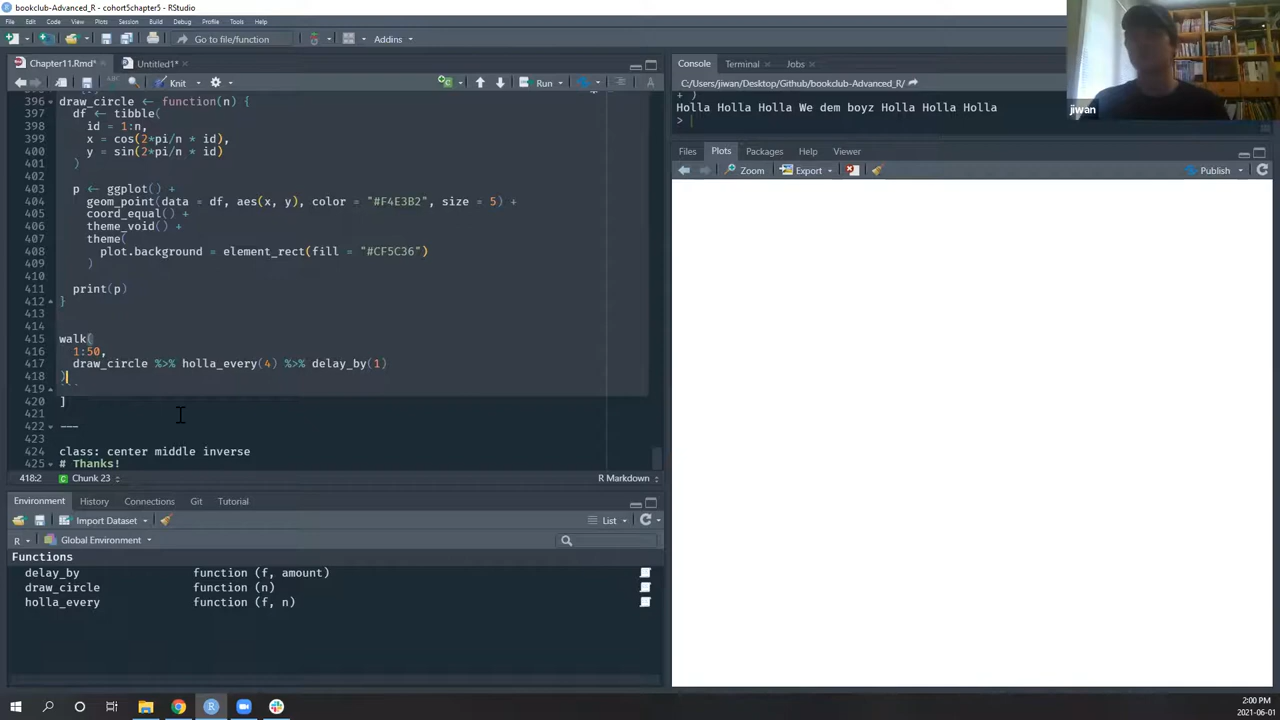 bookclub-Advanced_R - cohort5chapter5 - RStudio
File Edit Code View Plots Session Build Debug Profile Tools Help
Go to file/function
Addins
Chapter11.Rmd*
Untitled1*
Knit
Run
396 draw_circle ← function(n) {
397 df ← tibble(
398 id = 1:n,
399 x = cos(2*pi/n * id),
400 y = sin(2*pi/n * id)
401 )
402
403 p ← ggplot() +
404 geom_point(data = df, aes(x, y), color = "#F4E3B2", size = 5) +
405 coord_equal() +
406 theme_void() +
407 theme(
408 plot.background = element_rect(fill = "#CF5C36")
409 )
410
411 print(p)
412 }
413
414
415 walk(
416 1:50,
417 draw_circle %>% holla_every(4) %>% delay_by(1)
418 )
419 ```
420 ]
421
422 ---
423
424 class: center middle inverse
425 # Thanks!
418:2
Chunk 23
R Markdown
Environment History Connections Git Tutorial
Import Dataset
List
R
Global Environment
Functions
delay_by function (f, amount)
draw_circle function (n)
holla_every function (f, n)
Console Terminal Jobs
C:/Users/jiwan/Desktop/Github/bookclub-Advanced_R/
+ )
Holla Holla Holla We dem boyz Holla Holla Holla
>
Files Plots Packages Help Viewer
Zoom
Export
Publish
jiwan
2:00 PM
2021-06-01